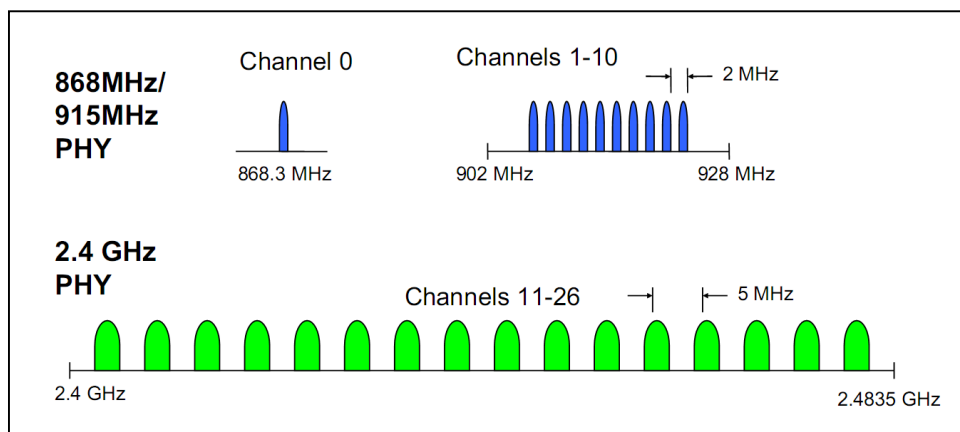 868MHz/
915MHz
PHY
Channel 0
868.3 MHz
Channels 1-10
2 MHz
902 MHz
928 MHz
2.4 GHz
PHY
Channels 11-26
5 MHz
2.4 GHz
2.4835 GHz